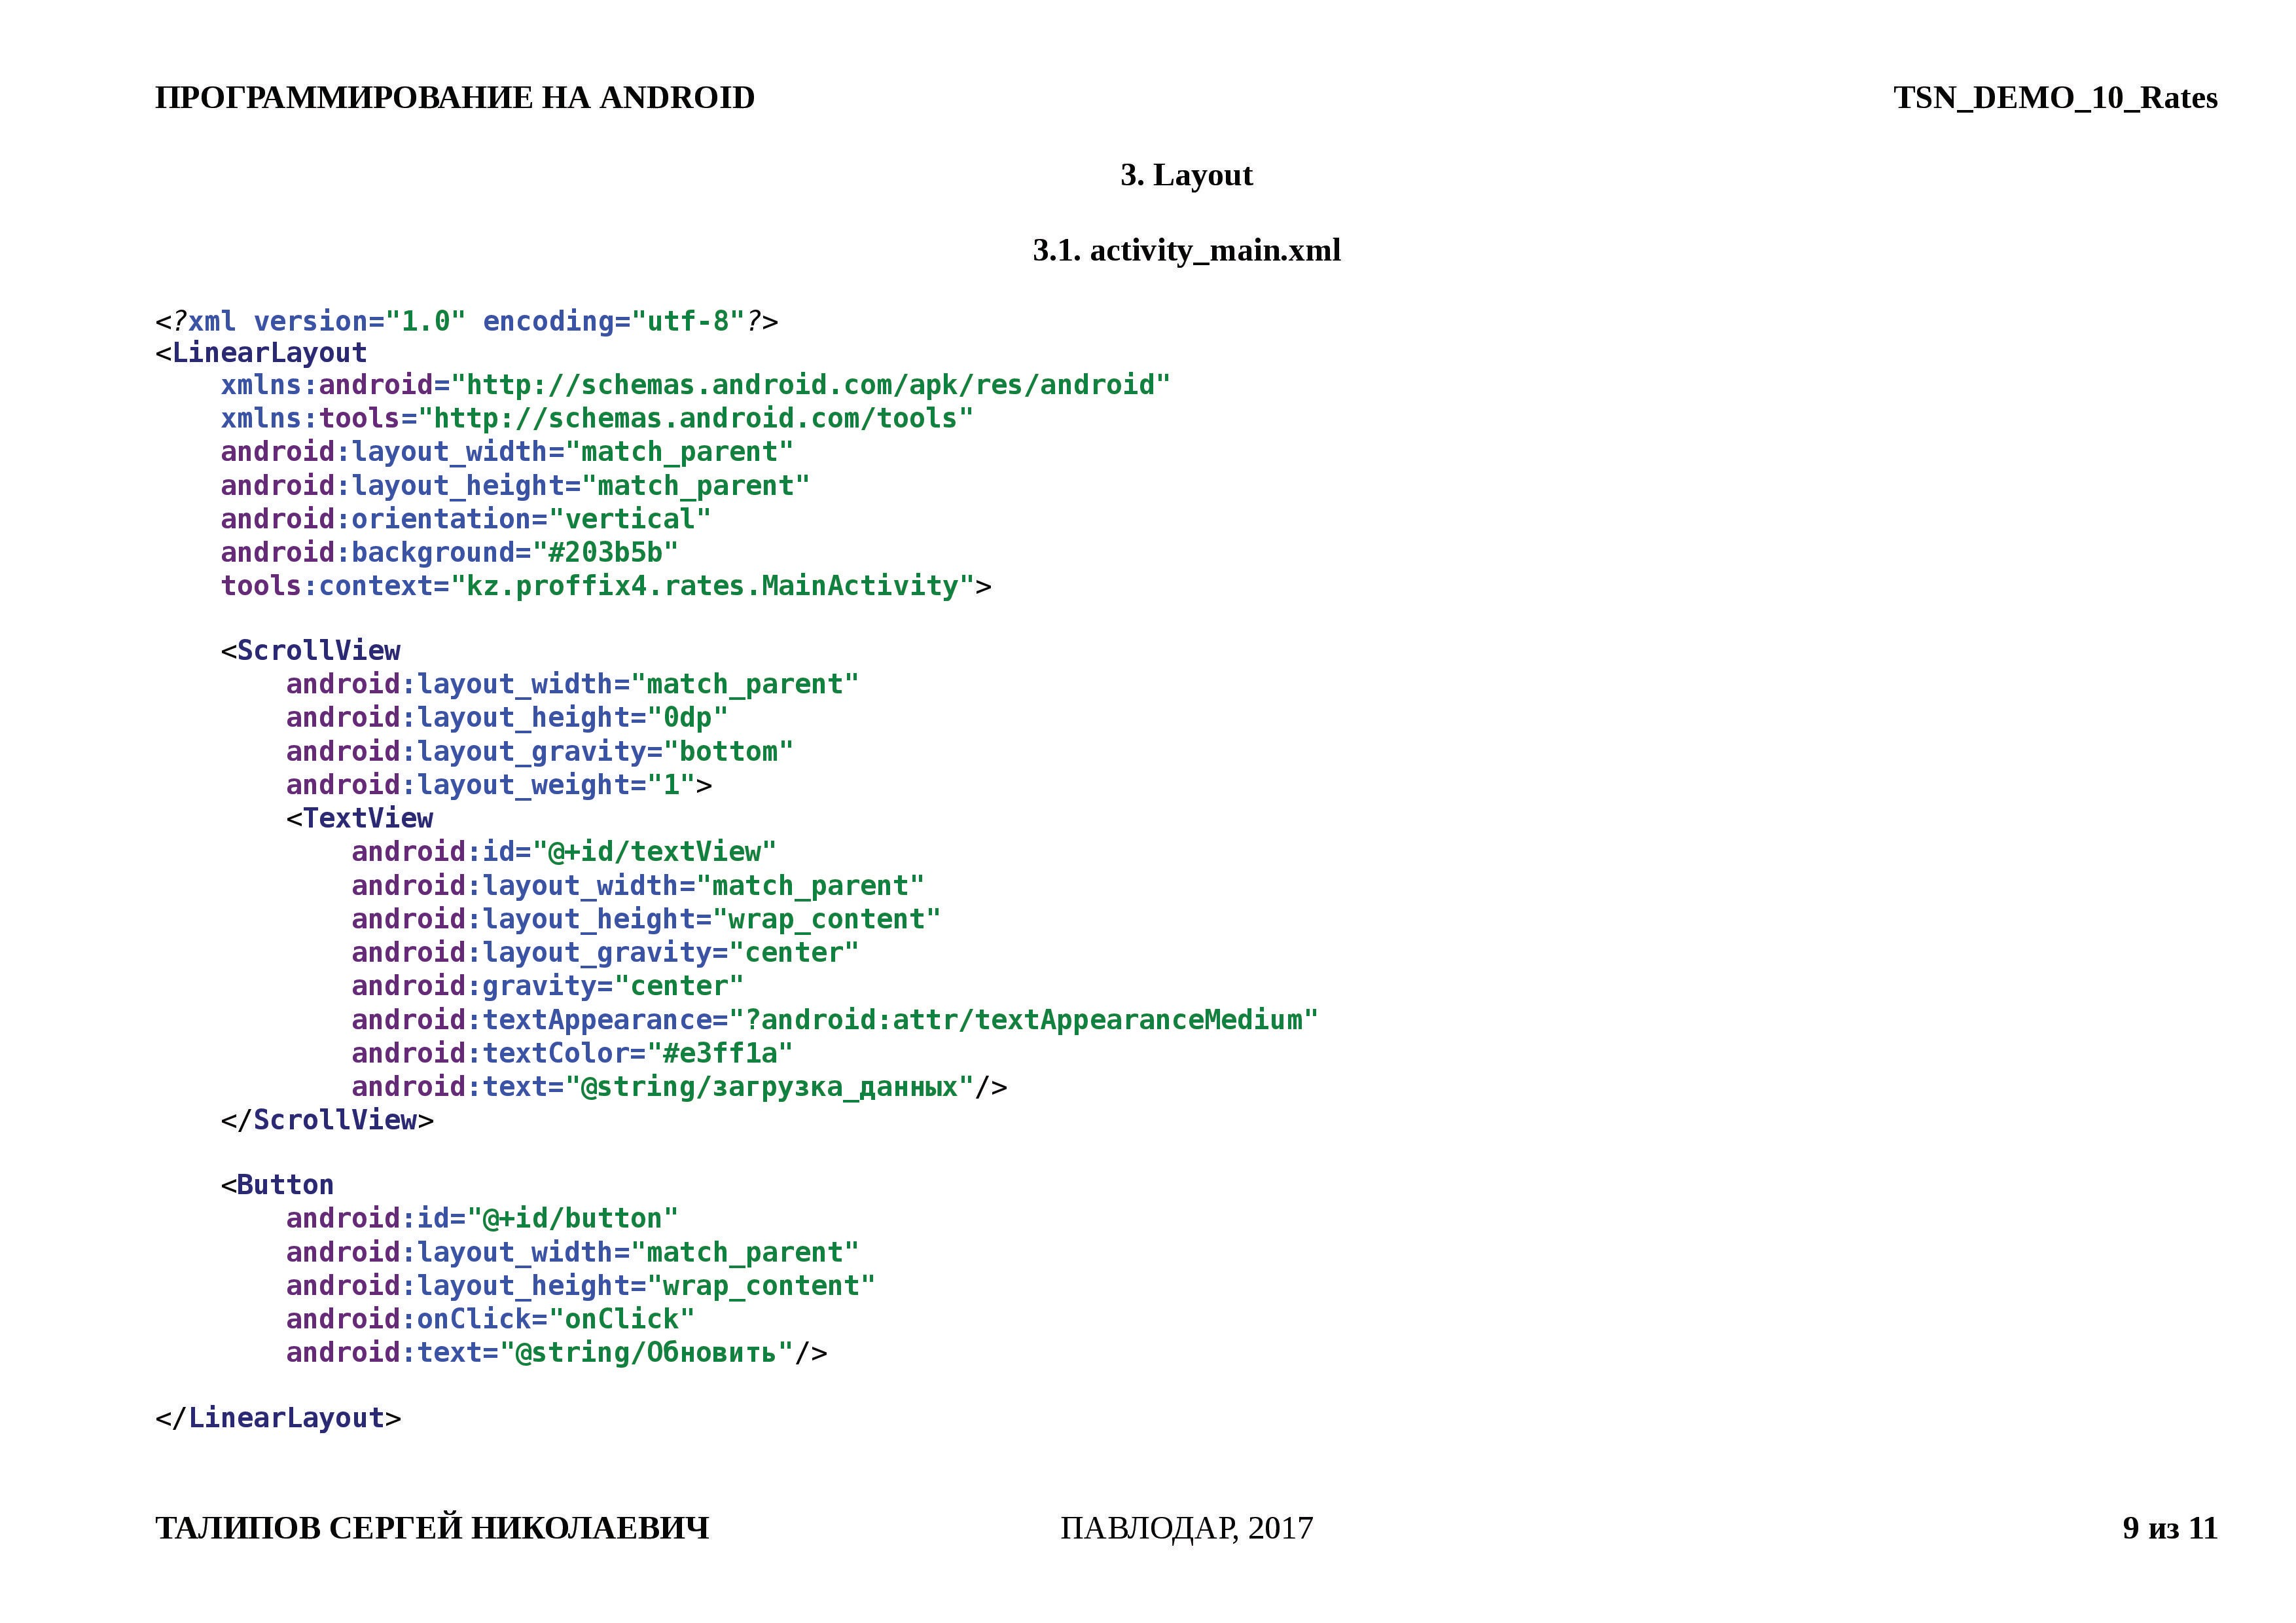 ПРОГРАММИРОВАНИЕ НА ANDROID TSN_DEMO_10_Rates
3. Layout
3.1. activity_main.xml
<?xml version="1.0" encoding="utf-8"?>
<LinearLayout
    xmlns:android="http://schemas.android.com/apk/res/android"
    xmlns:tools="http://schemas.android.com/tools"
    android:layout_width="match_parent"
    android:layout_height="match_parent"
    android:orientation="vertical"
    android:background="#203b5b"
    tools:context="kz.proffix4.rates.MainActivity">
    <ScrollView
        android:layout_width="match_parent"
        android:layout_height="0dp"
        android:layout_gravity="bottom"
        android:layout_weight="1">
        <TextView
            android:id="@+id/textView"
            android:layout_width="match_parent"
            android:layout_height="wrap_content"
            android:layout_gravity="center"
            android:gravity="center"
            android:textAppearance="?android:attr/textAppearanceMedium"
            android:textColor="#e3ff1a"
            android:text="@string/загрузка_данных"/>
    </ScrollView>
    <Button
        android:id="@+id/button"
        android:layout_width="match_parent"
        android:layout_height="wrap_content"
        android:onClick="onClick"
        android:text="@string/Обновить"/>
</LinearLayout>
ТАЛИПОВ СЕРГЕЙ НИКОЛАЕВИЧ ПАВЛОДАР, 2017 9 из 11